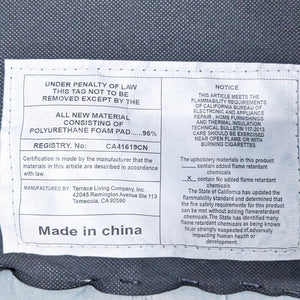 UNDER PENALTY OF LAW
THIS TAG NOT TO BE
REMOVED EXCEPT BY THE
ALL NEW MATERIAL
CONSISTING OF
POLYURETHANE FOAM PAD......95%
REGISTRY. No: CA41619CN
Certification is made by the manufacturer that the
materials in this article are described in accordance
with law.
MANUFACTURED BY: Terrace Living Company, Inc.
42045 Remington Avenue Ste 113
Temecula, CA 92590
Made in china
NOTICE
THIS ARTICLE MEETS THE
FLAMMABILITY REQUIREMENTS
OF CALIFORNIA BUREAU OF
ELECTRONIC AND APPLIENCE
REPAIR , HOME FURNISHINGS
AND THERMAL INSULATION
TECHNICAL BULLETIN 117-2013.
CARE SHOULD BE EXERCISED
NEAR OPEN FLAME OR WITH
BURNING CIGARETTES.
The upholstery materials in this product:
contain added flame retardant
chemicals
X contain No added flame retardant
chemicals
The State of California has updated the
flammability standard and determined that
the fire safety requirements for this product
can be met without adding flame retardant
chemicals. The State has identified many
flame retardant chemicals as being known
to, or strongly suspected of, adversely
impacting human health or
development.